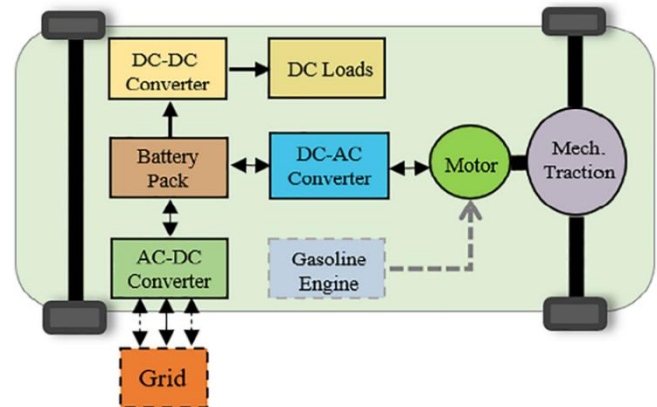 DC-DC
Converter
DC Loads
Battery
Pack
DC-AC
Converter
Motor
Mech.
Traction
AC-DC
Converter
Gasoline
Engine
Grid